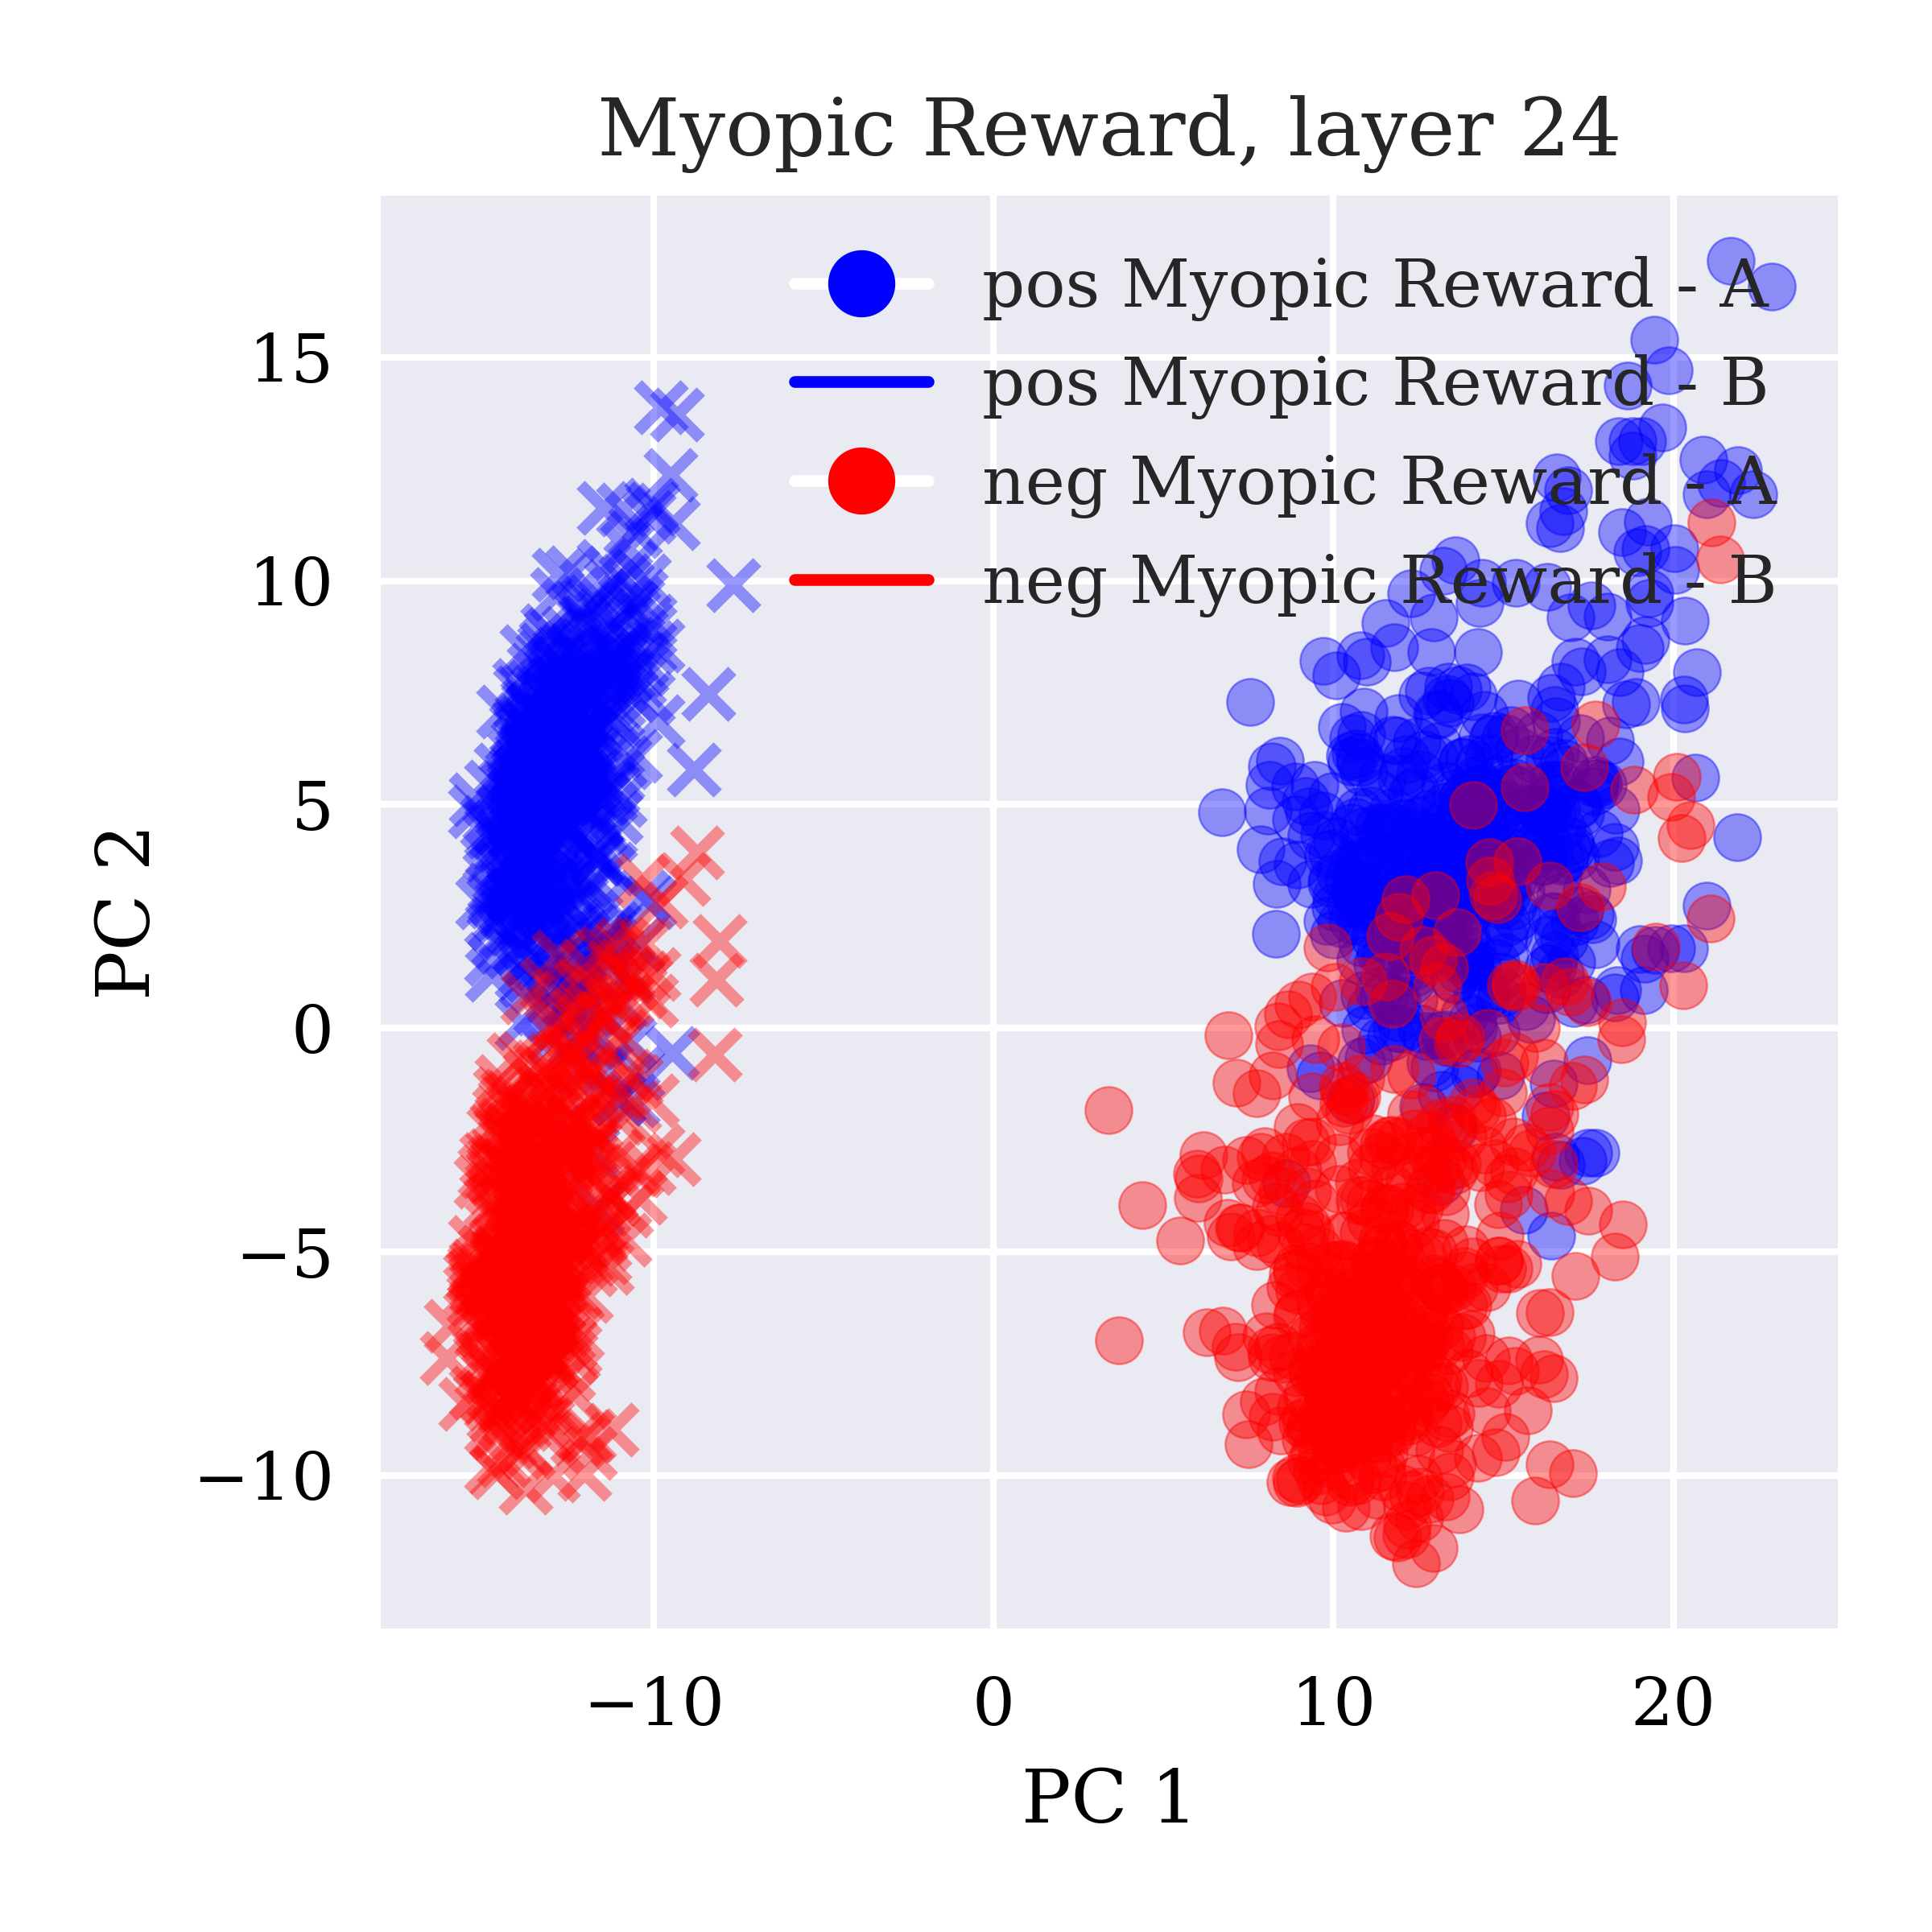 Myopic Reward, layer 24
pos Myopic Reward - A
pos Myopic Reward - B
neg Myopic Reward - A
neg Myopic Reward - B
15
10
5
0
−5
−10
PC 2
−10 0 10 20
PC 1